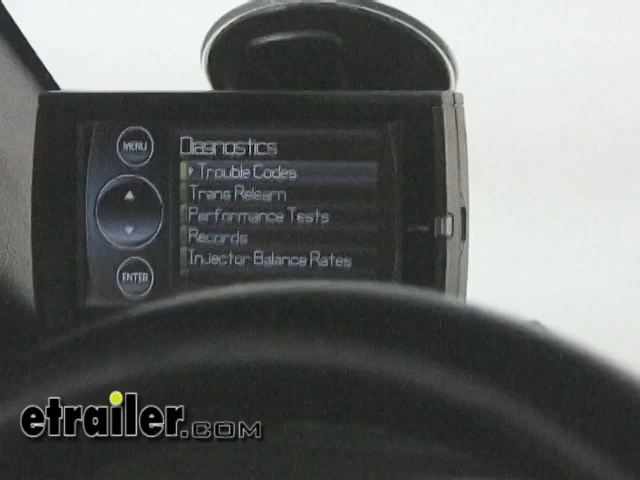 MENU
Diagnostics
Trouble Codes
Trans Relearn
Performance Tests
Records
ENTER
Injector Balance Rates
etrailer.com